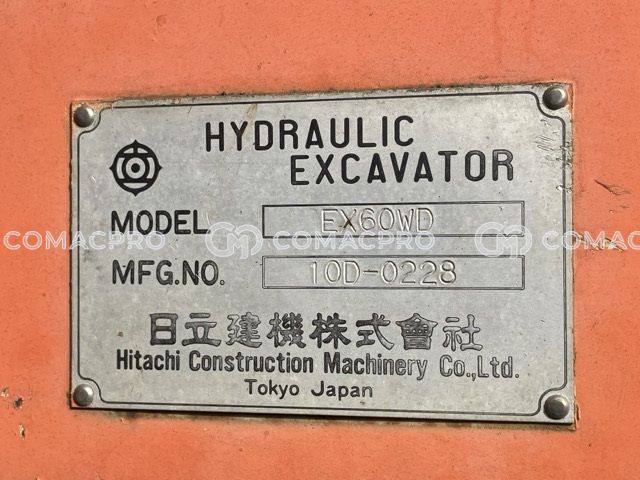 HYDRAULIC
EXCAVATOR
MODEL EX60WD
COMACPRO COMACPRO COMACPRO
MFG.NO. 10D-0228
日立建機株式會社
Hitachi Construction Machinery Co.,Ltd.
Tokyo Japan